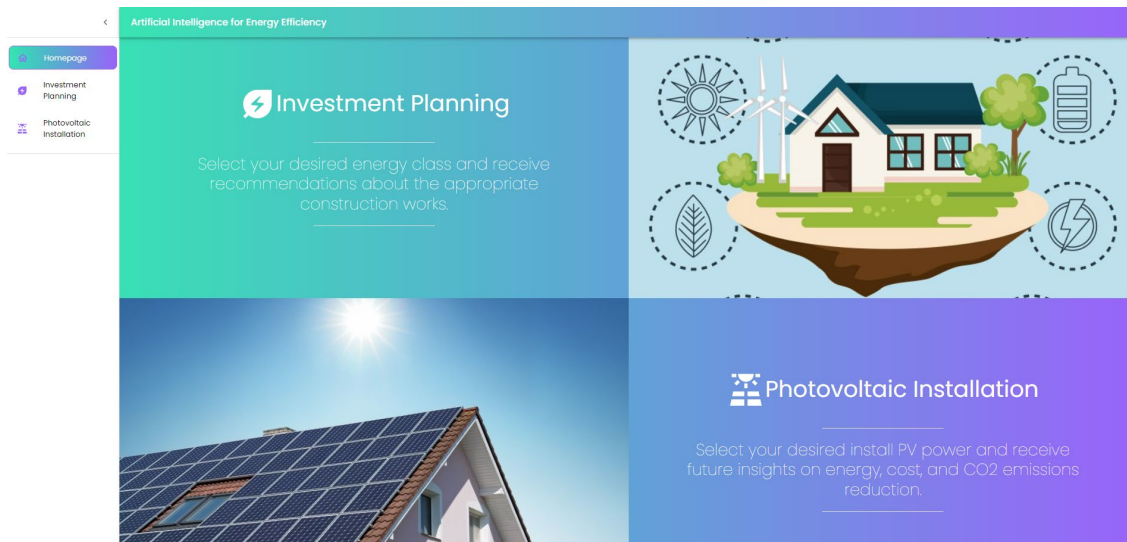 Artificial Intelligence for Energy Efficiency
Homepage
Investment
Planning
Photovoltaic
Installation
Investment Planning
Select your desired energy class and receive
recommendations about the appropriate
construction works.
Photovoltaic Installation
Select your desired install PV power and receive
future insights on energy, cost, and CO2 emissions
reduction.